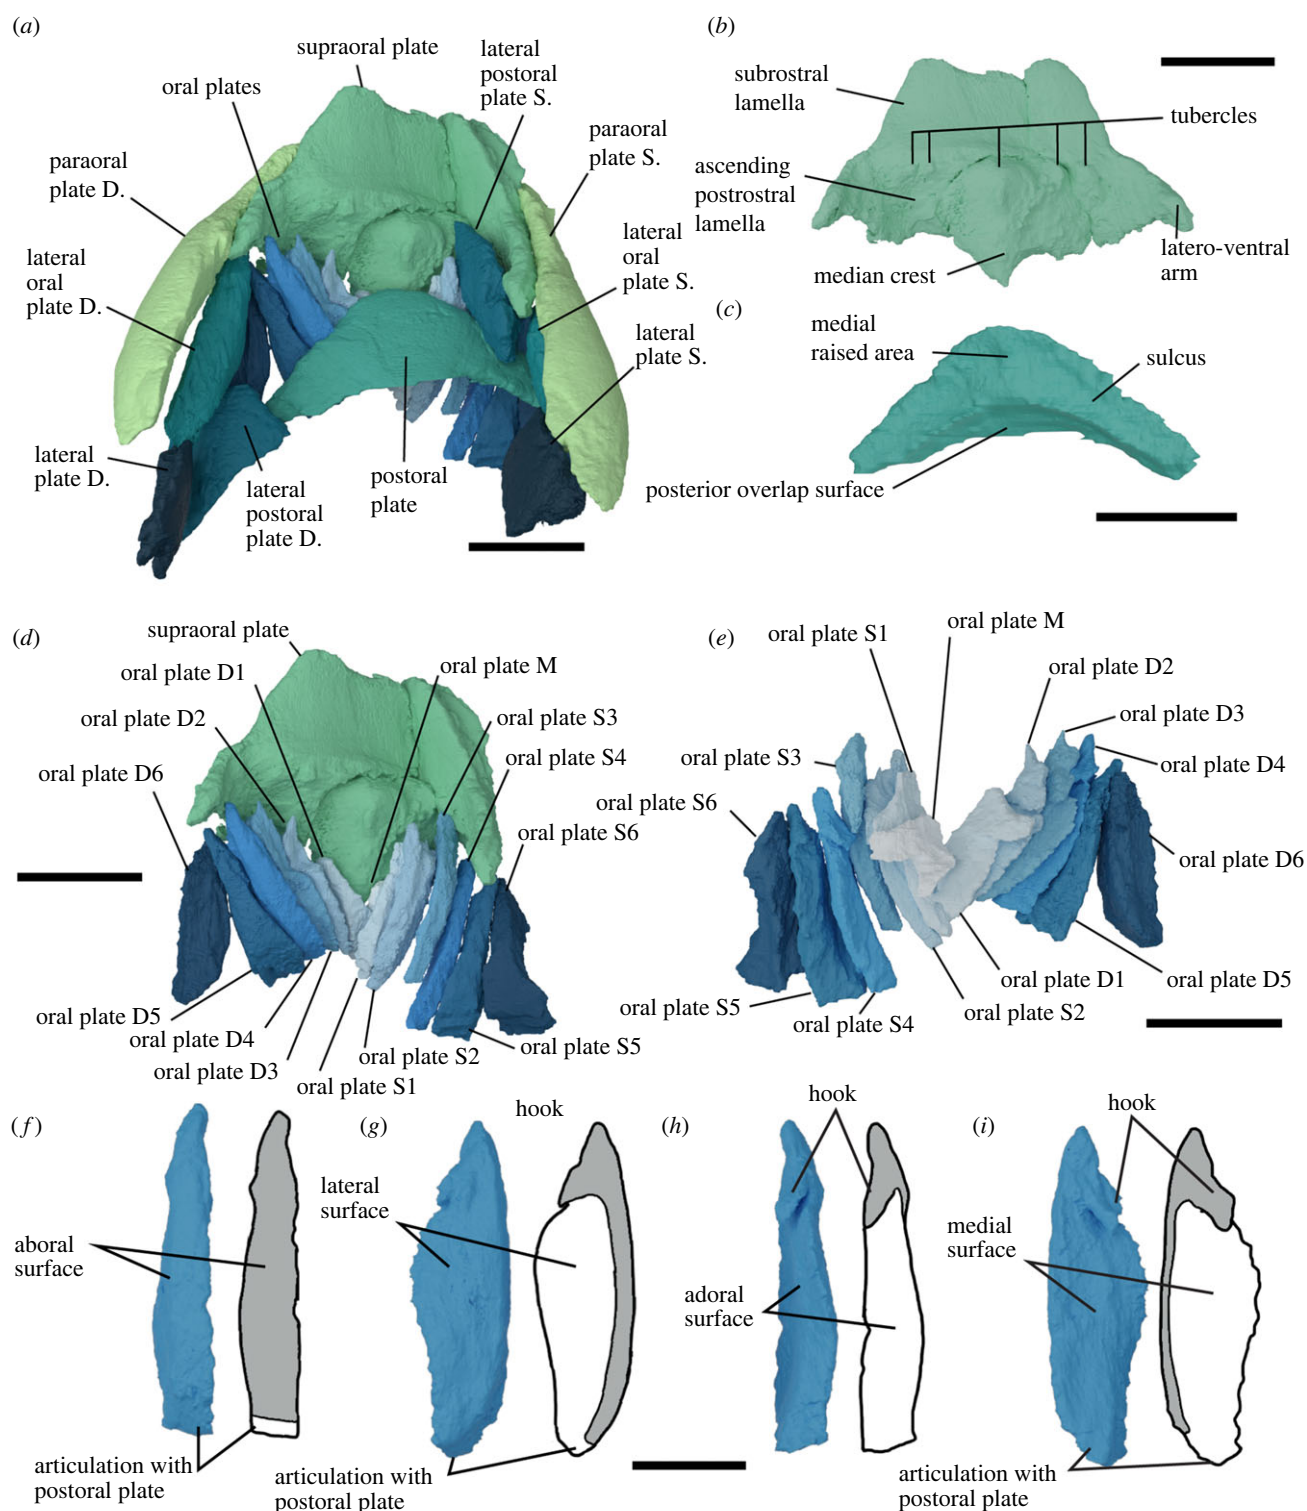 (a)
supraoral plate
lateral
postoral
plate S.
oral plates
paraoral
plate S.
paraoral
plate D.
lateral
oral
plate S.
lateral
oral
plate D.
lateral
plate S.
lateral
plate D.
lateral
postoral
plate D.
postoral
plate
(b)
subrostral
lamella
tubercles
ascending
postrostral
lamella
median crest
latero-ventral
arm
(c)
medial
raised area
sulcus
posterior overlap surface
(d)
supraoral plate
oral plate D1
oral plate M
oral plate D2
oral plate S3
oral plate S4
oral plate D6
oral plate S6
oral plate D5
oral plate D4
oral plate D3
oral plate S1
oral plate S2
oral plate S5
(e)
oral plate S1
oral plate M
oral plate D2
oral plate D3
oral plate S3
oral plate D4
oral plate S6
oral plate D6
oral plate D1
oral plate D5
oral plate S5
oral plate S4
oral plate S2
(f)
aboral
surface
articulation with
postoral plate
(g)
hook
lateral
surface
articulation with
postoral plate
(h)
hook
adoral
surface
(i)
hook
medial
surface
articulation with
postoral plate